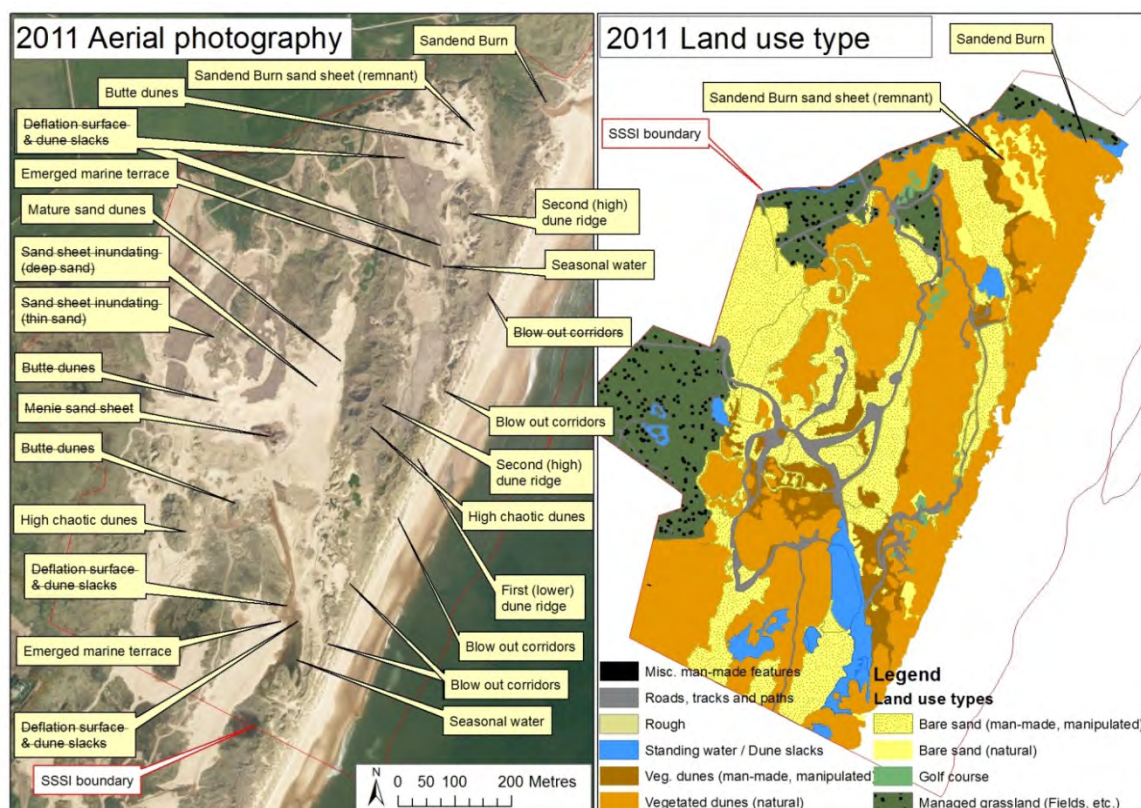 2011 Aerial photography
Sandend Burn
Sandend Burn sand sheet (remnant)
Butte dunes
Deflation surface
& dune slacks
Emerged marine terrace
Mature sand dunes
Sand sheet inundating
(deep sand)
Sand sheet inundating
(thin sand)
Butte dunes
Menie sand sheet
Butte dunes
High chaotic dunes
Deflation surface
& dune slacks
Emerged marine terrace
Deflation surface
& dune slacks
SSSI boundary
Second (high)
dune ridge
Seasonal water
Blow out corridors
Blow out corridors
Second (high)
dune ridge
High chaotic dunes
First (lower)
dune ridge
Blow out corridors
Blow out corridors
Seasonal water
N
0 50 100 200 Metres
2011 Land use type
Sandend Burn
Sandend Burn sand sheet (remnant)
SSSI boundary
Misc. man-made features
Roads, tracks and paths
Rough
Standing water / Dune slacks
Veg. dunes (man-made, manipulated)
Vegetated dunes (natural)
Legend
Land use types
Bare sand (man-made, manipulated)
Bare sand (natural)
Golf course
Managed grassland (Fields, etc.)